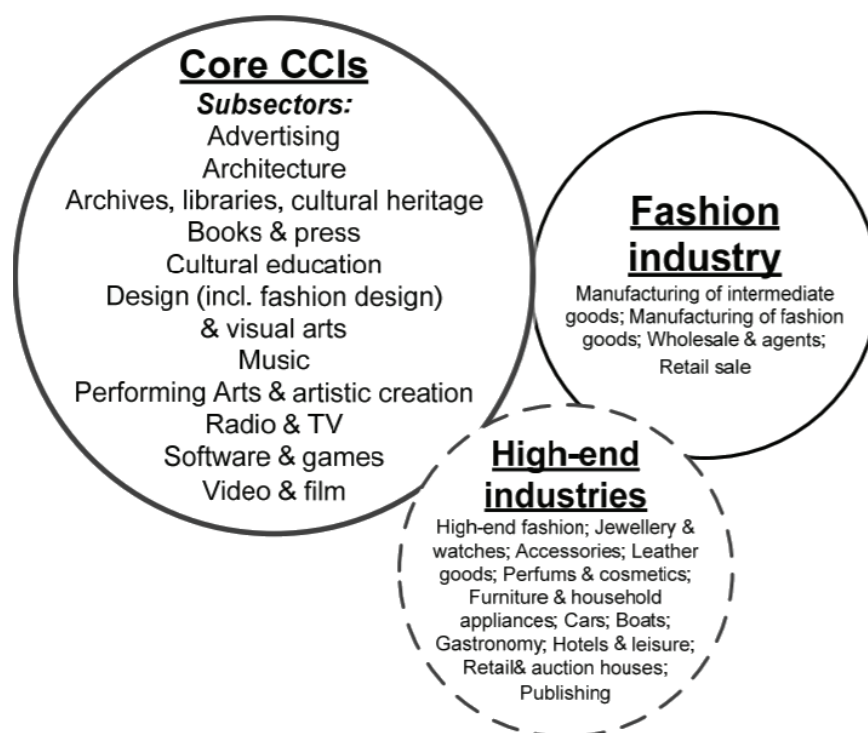 Core CCIs
Subsectors:
Advertising
Architecture
Archives, libraries, cultural heritage
Books & press
Cultural education
Design (incl. fashion design)
& visual arts
Music
Performing Arts & artistic creation
Radio & TV
Software & games
Video & film
Fashion
industry
Manufacturing of intermediate
goods; Manufacturing of fashion
goods; Wholesale & agents;
Retail sale
High-end
industries
High-end fashion; Jewellery &
watches; Accessories; Leather
goods; Perfums & cosmetics;
Furniture & household
appliances; Cars; Boats;
Gastronomy; Hotels & leisure;
Retail& auction houses;
Publishing